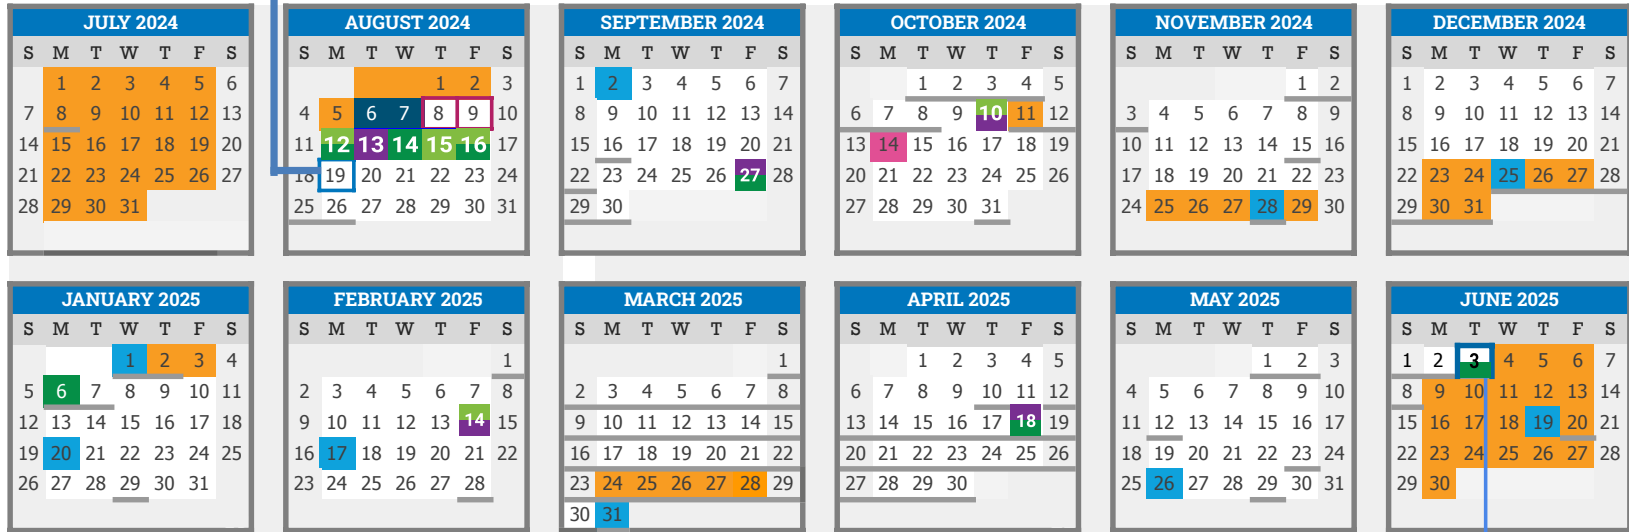 JULY 2024
S M T W T F S
1 2 3 4 5 6
7 8 9 10 11 12 13
14 15 16 17 18 19 20
21 22 23 24 25 26 27
28 29 30 31
AUGUST 2024
S M T W T F S
1 2 3
4 5 6 7 8 9 10
11 12 13 14 15 16 17
18 19 20 21 22 23 24
25 26 27 28 29 30 31
SEPTEMBER 2024
S M T W T F S
1 2 3 4 5 6 7
8 9 10 11 12 13 14
15 16 17 18 19 20 21
22 23 24 25 26 27 28
29 30
OCTOBER 2024
S M T W T F S
1 2 3 4 5
6 7 8 9 10 11 12
13 14 15 16 17 18 19
20 21 22 23 24 25 26
27 28 29 30 31
NOVEMBER 2024
S M T W T F S
1 2
3 4 5 6 7 8 9
10 11 12 13 14 15 16
17 18 19 20 21 22 23
24 25 26 27 28 29 30
DECEMBER 2024
S M T W T F S
1 2 3 4 5 6 7
8 9 10 11 12 13 14
15 16 17 18 19 20 21
22 23 24 25 26 27 28
29 30 31
JANUARY 2025
S M T W T F S
1 2 3 4
5 6 7 8 9 10 11
12 13 14 15 16 17 18
19 20 21 22 23 24 25
26 27 28 29 30 31
FEBRUARY 2025
S M T W T F S
1
2 3 4 5 6 7 8
9 10 11 12 13 14 15
16 17 18 19 20 21 22
23 24 25 26 27 28
MARCH 2025
S M T W T F S
1
2 3 4 5 6 7 8
9 10 11 12 13 14 15
16 17 18 19 20 21 22
23 24 25 26 27 28 29
30 31
APRIL 2025
S M T W T F S
1 2 3 4 5
6 7 8 9 10 11 12
13 14 15 16 17 18 19
20 21 22 23 24 25 26
27 28 29 30
MAY 2025
S M T W T F S
1 2 3
4 5 6 7 8 9 10
11 12 13 14 15 16 17
18 19 20 21 22 23 24
25 26 27 28 29 30 31
JUNE 2025
S M T W T F S
1 2 3 4 5 6 7
8 9 10 11 12 13 14
15 16 17 18 19 20 21
22 23 24 25 26 27 28
29 30